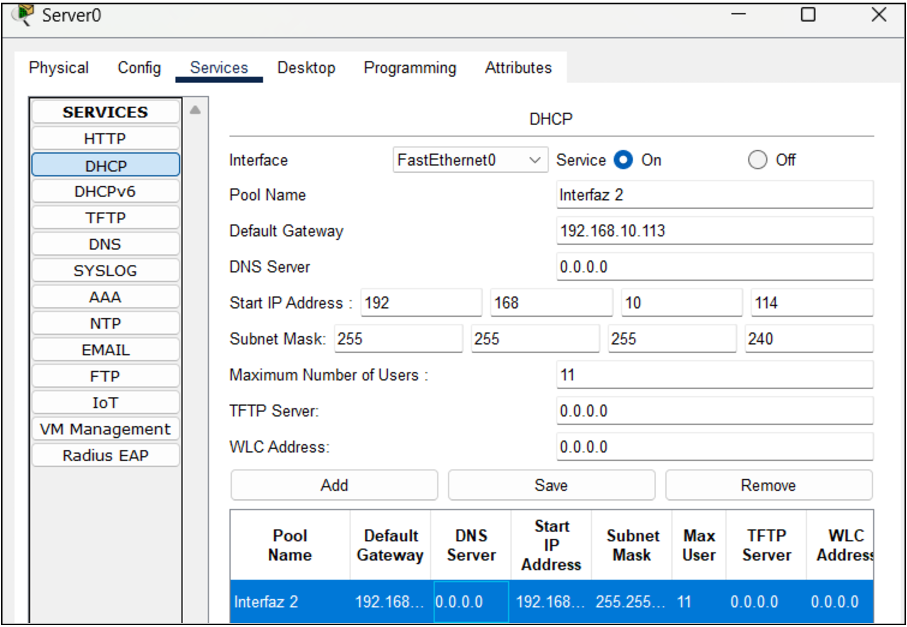 Server0
Physical Config Services Desktop Programming Attributes
SERVICES
HTTP
DHCP
DHCPv6
TFTP
DNS
SYSLOG
AAA
NTP
EMAIL
FTP
IoT
VM Management
Radius EAP
DHCP
Interface FastEthernet0 Service On Off
Pool Name Interfaz 2
Default Gateway 192.168.10.113
DNS Server 0.0.0.0
Start IP Address : 192 168 10 114
Subnet Mask: 255 255 255 240
Maximum Number of Users : 11
TFTP Server: 0.0.0.0
WLC Address: 0.0.0.0
Add Save Remove
Pool Name Default Gateway DNS Server Start IP Address Subnet Mask Max User TFTP Server WLC Address
Interfaz 2 192.168... 0.0.0.0 192.168... 255.255... 11 0.0.0.0 0.0.0.0